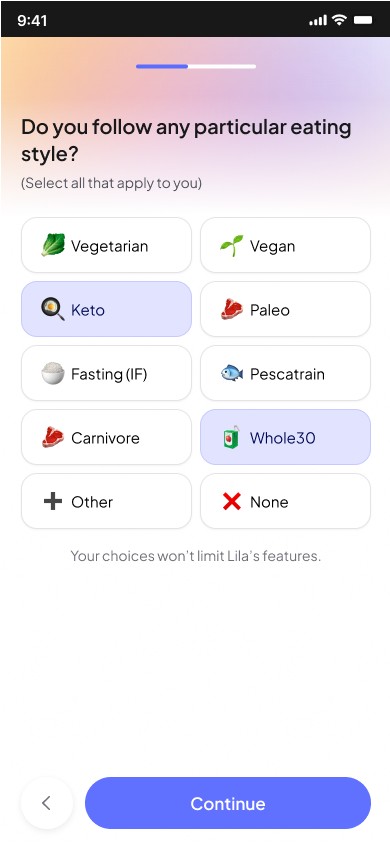 9:41
Do you follow any particular eating
style?
(Select all that apply to you)
Vegetarian
Vegan
Keto
Paleo
Fasting (IF)
Pescatrain
Carnivore
Whole30
Other
None
Your choices won't limit Lila's features.
Continue